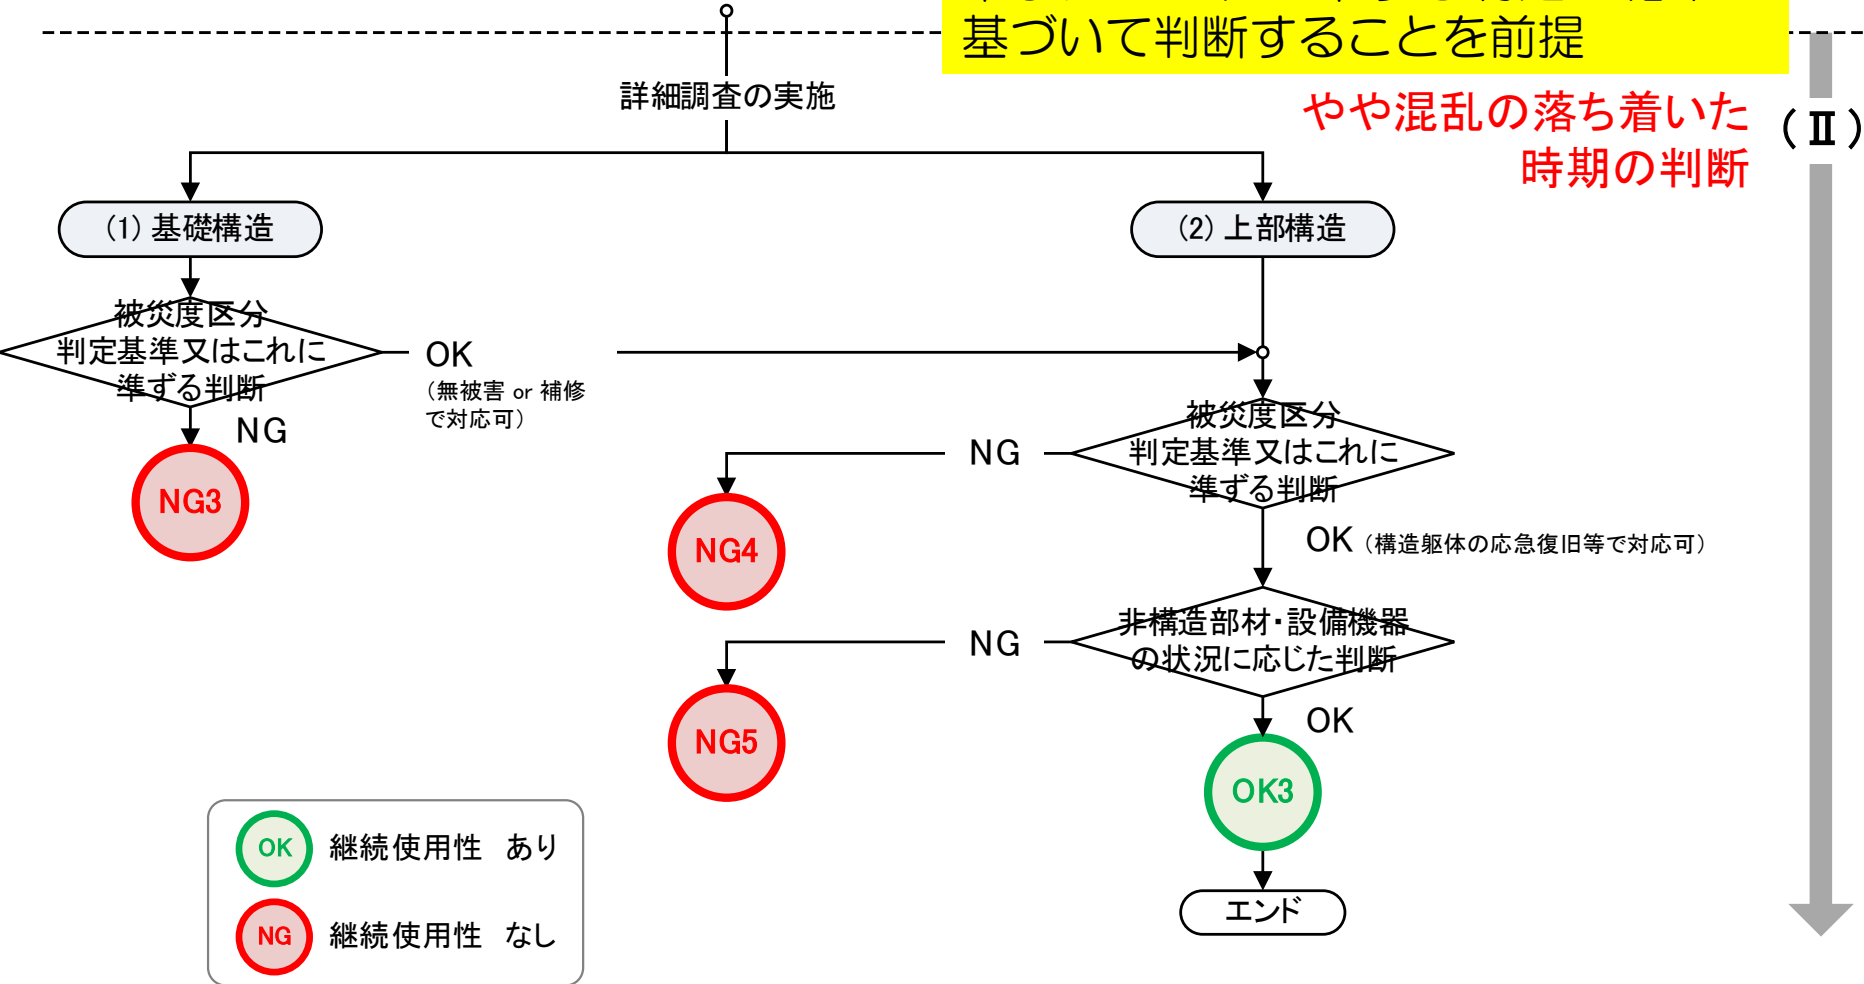 基づいて判断することを前提
詳細調査の実施
やや混乱の落ち着いた
時期の判断
(Ⅱ)
(1) 基礎構造
(2) 上部構造
被災度区分
判定基準又はこれに
準ずる判断
OK
(無被害 or 補修
で対応可)
NG
NG3
被災度区分
判定基準又はこれに
準ずる判断
NG
NG4
OK (構造躯体の応急復旧等で対応可)
非構造部材・設備機器
の状況に応じた判断
NG
NG5
OK
OK3
エンド
OK 継続使用性 あり
NG 継続使用性 なし